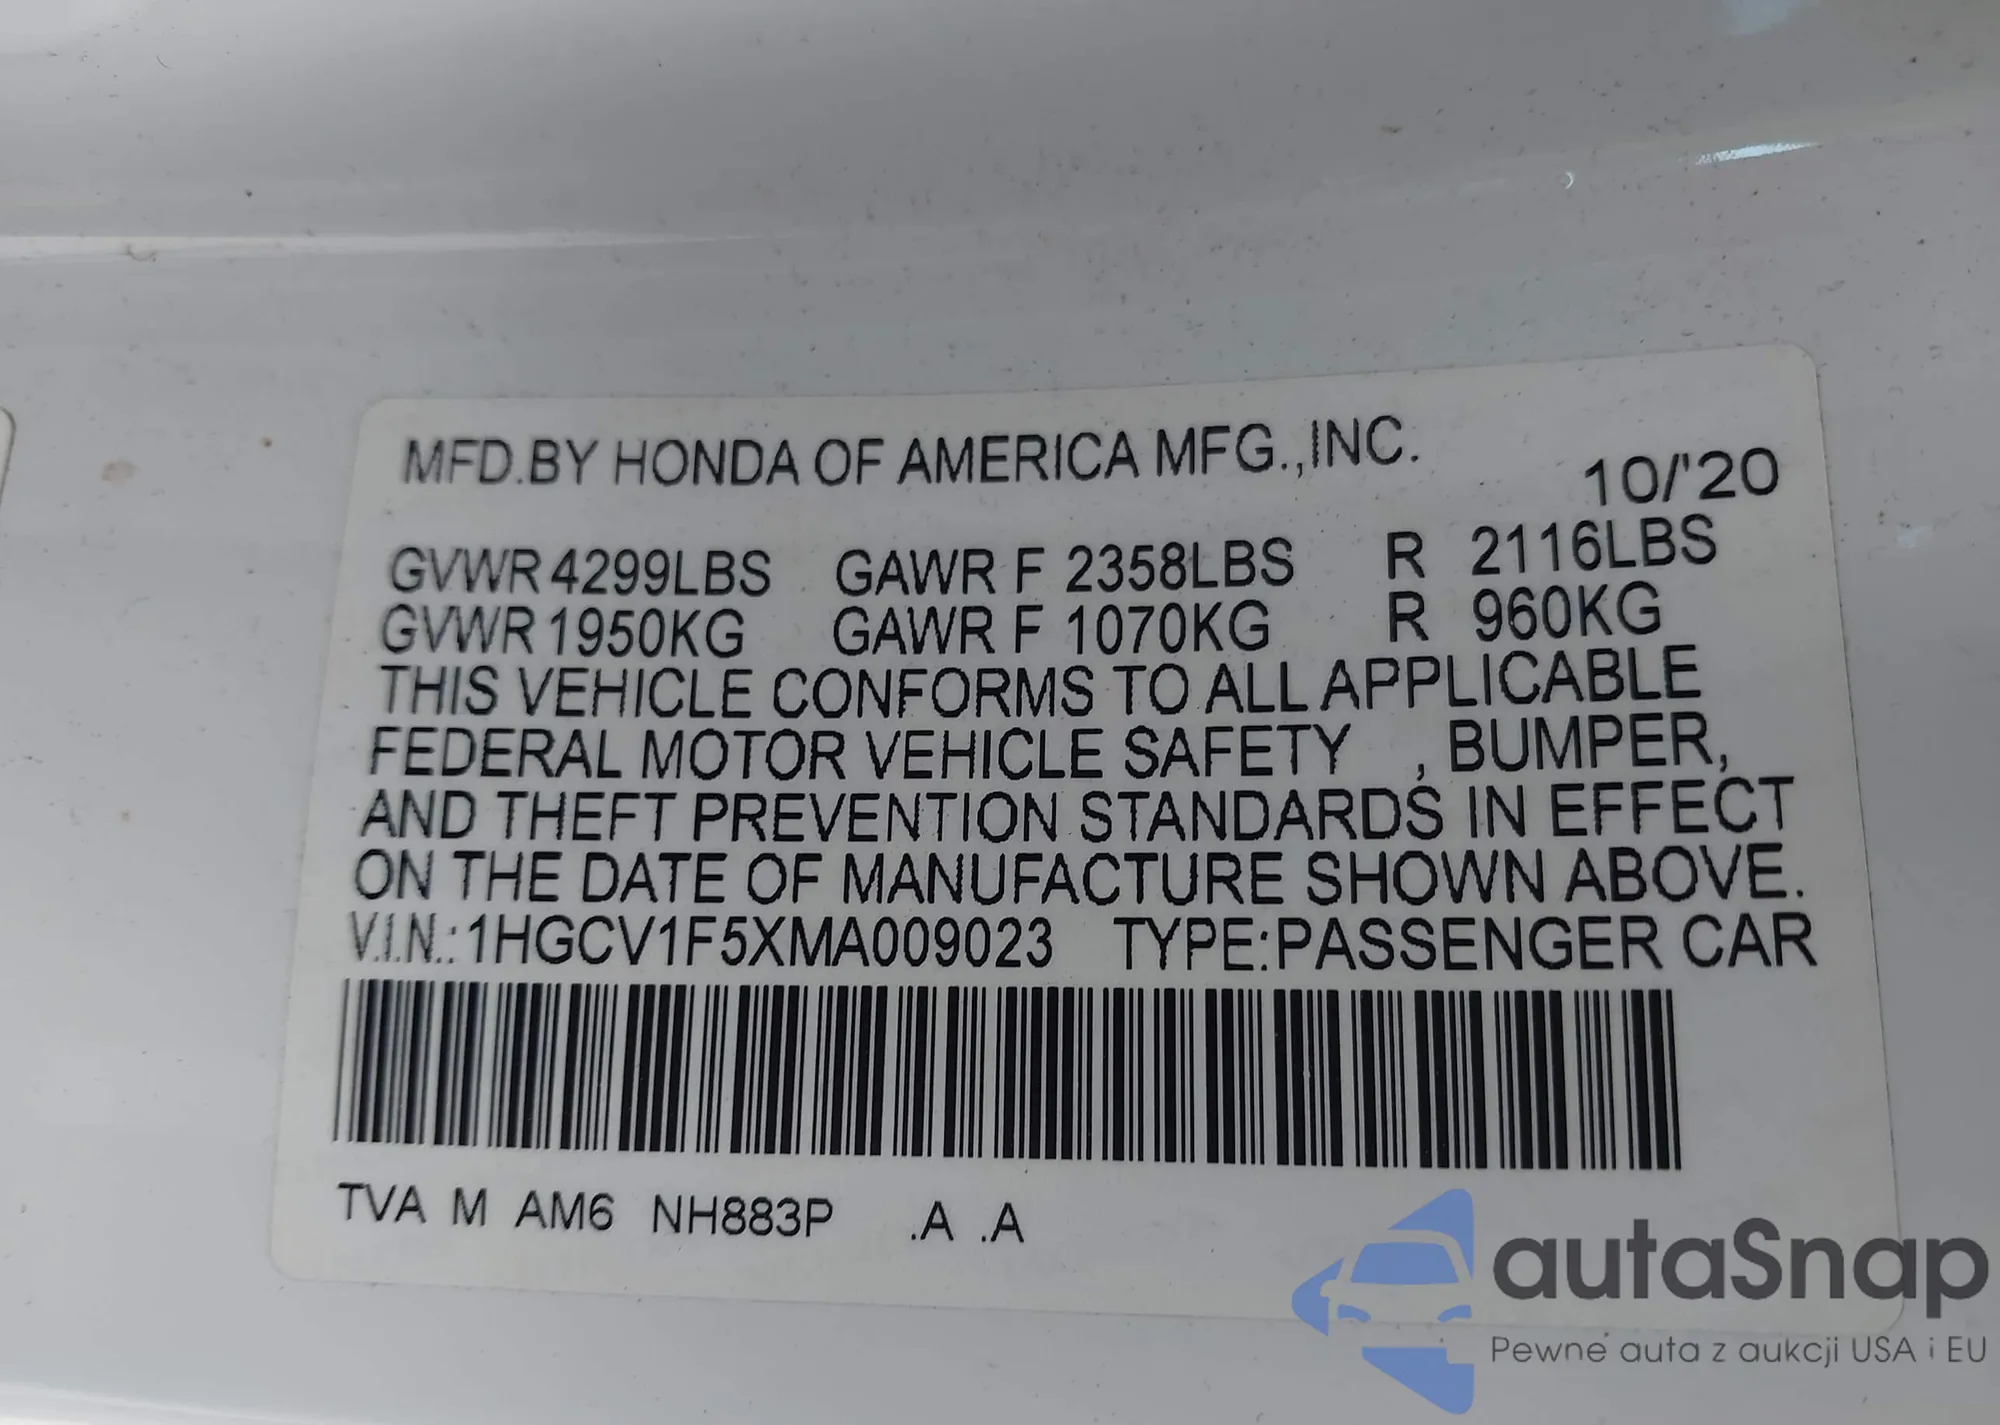 MFD.BY HONDA OF AMERICA MFG.,INC.
10/'20
GVWR 4299LBS GAWR F 2358LBS R 2116LBS
GVWR 1950KG GAWR F 1070KG R 960KG
THIS VEHICLE CONFORMS TO ALL APPLICABLE
FEDERAL MOTOR VEHICLE SAFETY , BUMPER,
AND THEFT PREVENTION STANDARDS IN EFFECT
ON THE DATE OF MANUFACTURE SHOWN ABOVE.
V.I.N.: 1HGCV1F5XMA009023 TYPE:PASSENGER CAR
TVA M AM6 NH883P .A .A
autaSnap
Pewne auta z aukcji USA i EU